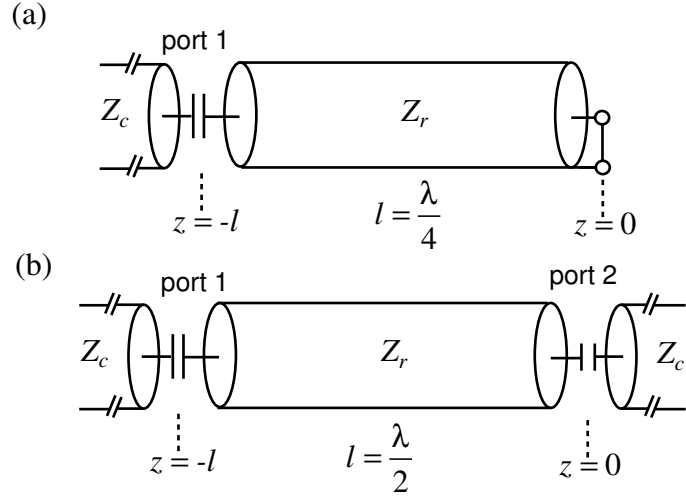 (a)
port 1
Z_c
Z_r
z = -l
l = λ/4
z = 0
(b)
port 1
port 2
Z_c
Z_r
Z_c
z = -l
l = λ/2
z = 0